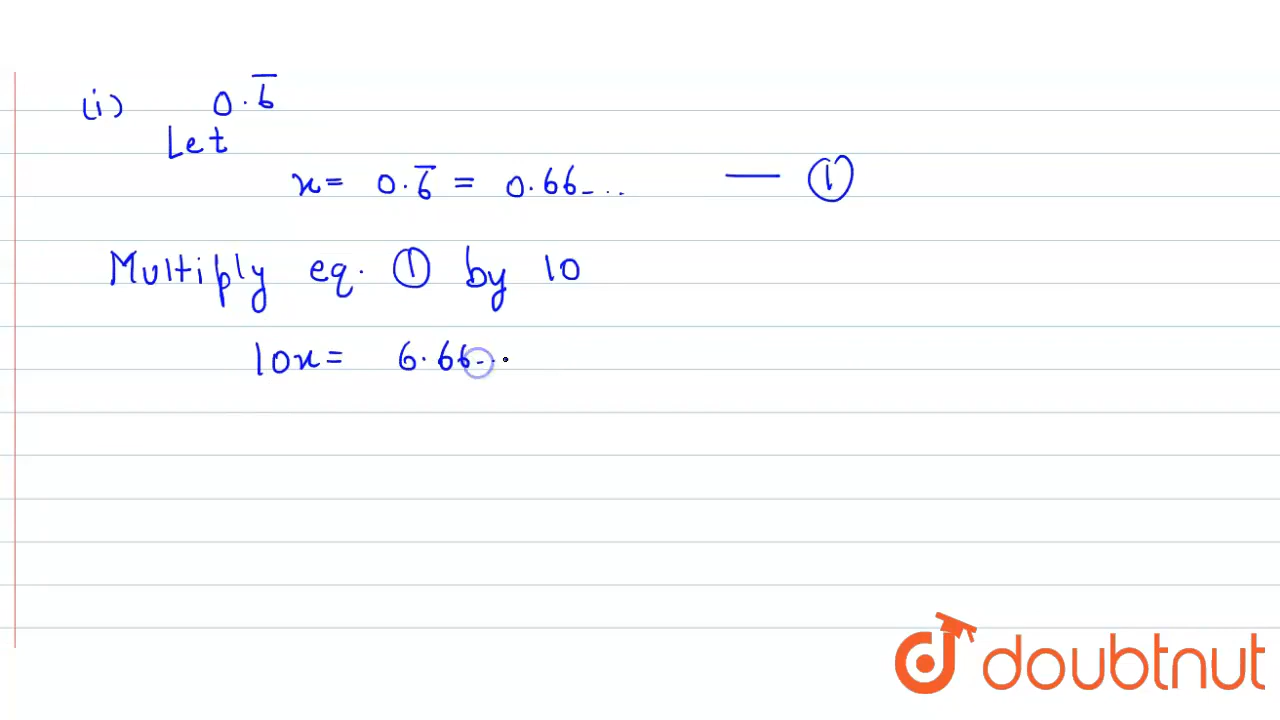 (i) 0.6̅
Let
x = 0.6̅ = 0.66-... — ①
Multiply eq. ① by 10
10x = 6.66-..
doubtnut